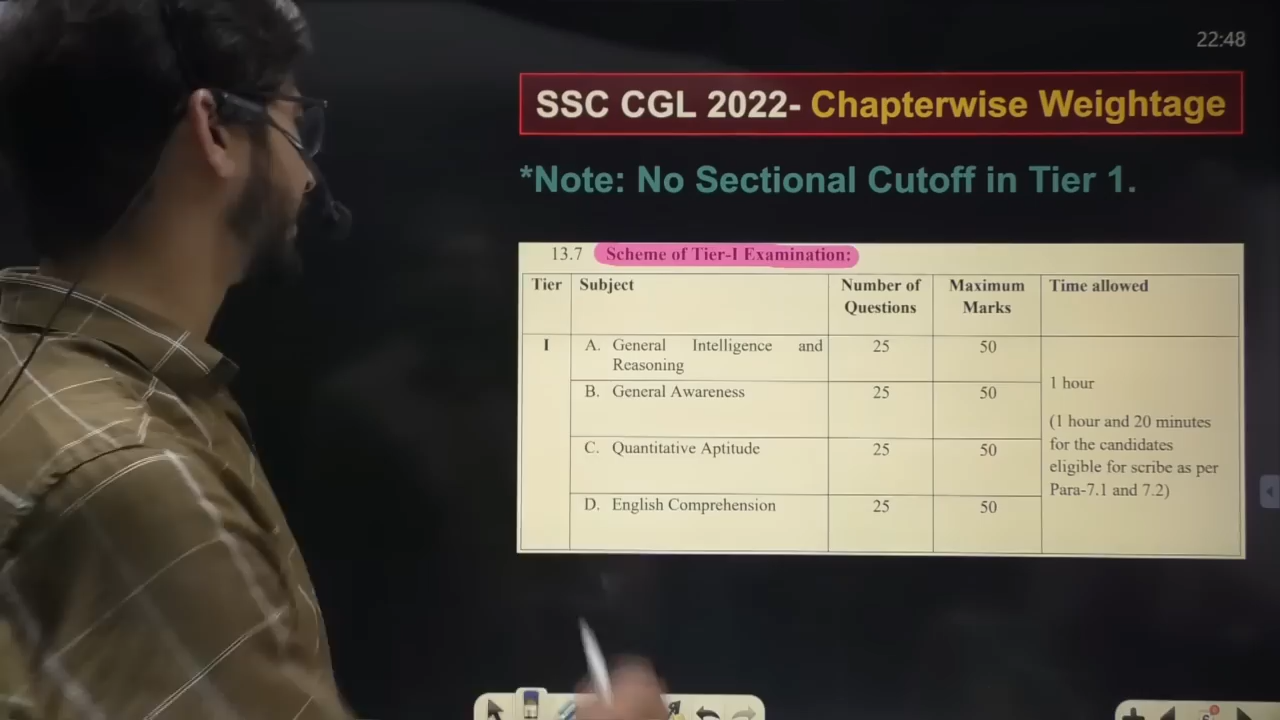 22:48
SSC CGL 2022- Chapterwise Weightage
*Note: No Sectional Cutoff in Tier 1.
13.7 Scheme of Tier-I Examination:
Tier Subject Number of Questions Maximum Marks Time allowed
I A. General Intelligence and Reasoning 25 50
B. General Awareness 25 50
C. Quantitative Aptitude 25 50
D. English Comprehension 25 50
1 hour
(1 hour and 20 minutes
for the candidates
eligible for scribe as per
Para-7.1 and 7.2)